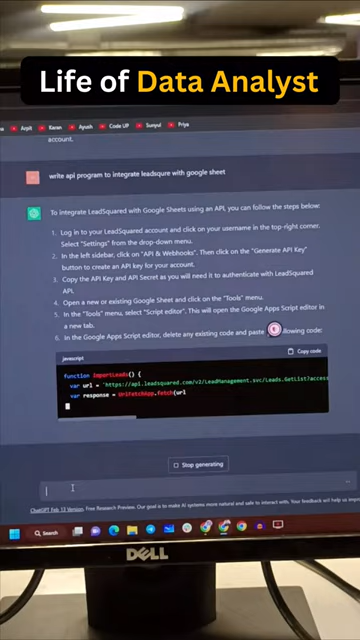 Life of Data Analyst
Arpit Karan Ayush Code UP Sunyul Priya
account.
write api program to integrate leadsqure with google sheet
To integrate LeadSquared with Google Sheets using an API, you can follow the steps below:
1. Log in to your LeadSquared account and click on your username in the top-right corner.
Select "Settings" from the drop-down menu.
2. In the left sidebar, click on "API & Webhooks". Then click on the "Generate API Key"
button to create an API key for your account.
3. Copy the API Key and API Secret as you will need it to authenticate with LeadSquared
API.
4. Open a new or existing Google Sheet and click on the "Tools" menu.
5. In the "Tools" menu, select "Script editor". This will open the Google Apps Script editor in
a new tab.
6. In the Google Apps Script editor, delete any existing code and paste following code:
javascript Copy code
function importLeads() {
var url = "https://api.leadsquared.com/v2/LeadManagement.svc/Leads.GetList?access
var response = UrlFetchApp.fetch(url
Stop generating
ChatGPT Feb 13 Version. Free Research Preview. Our goal is to make AI systems more natural and safe to interact with. Your feedback will help us
Search
DELL